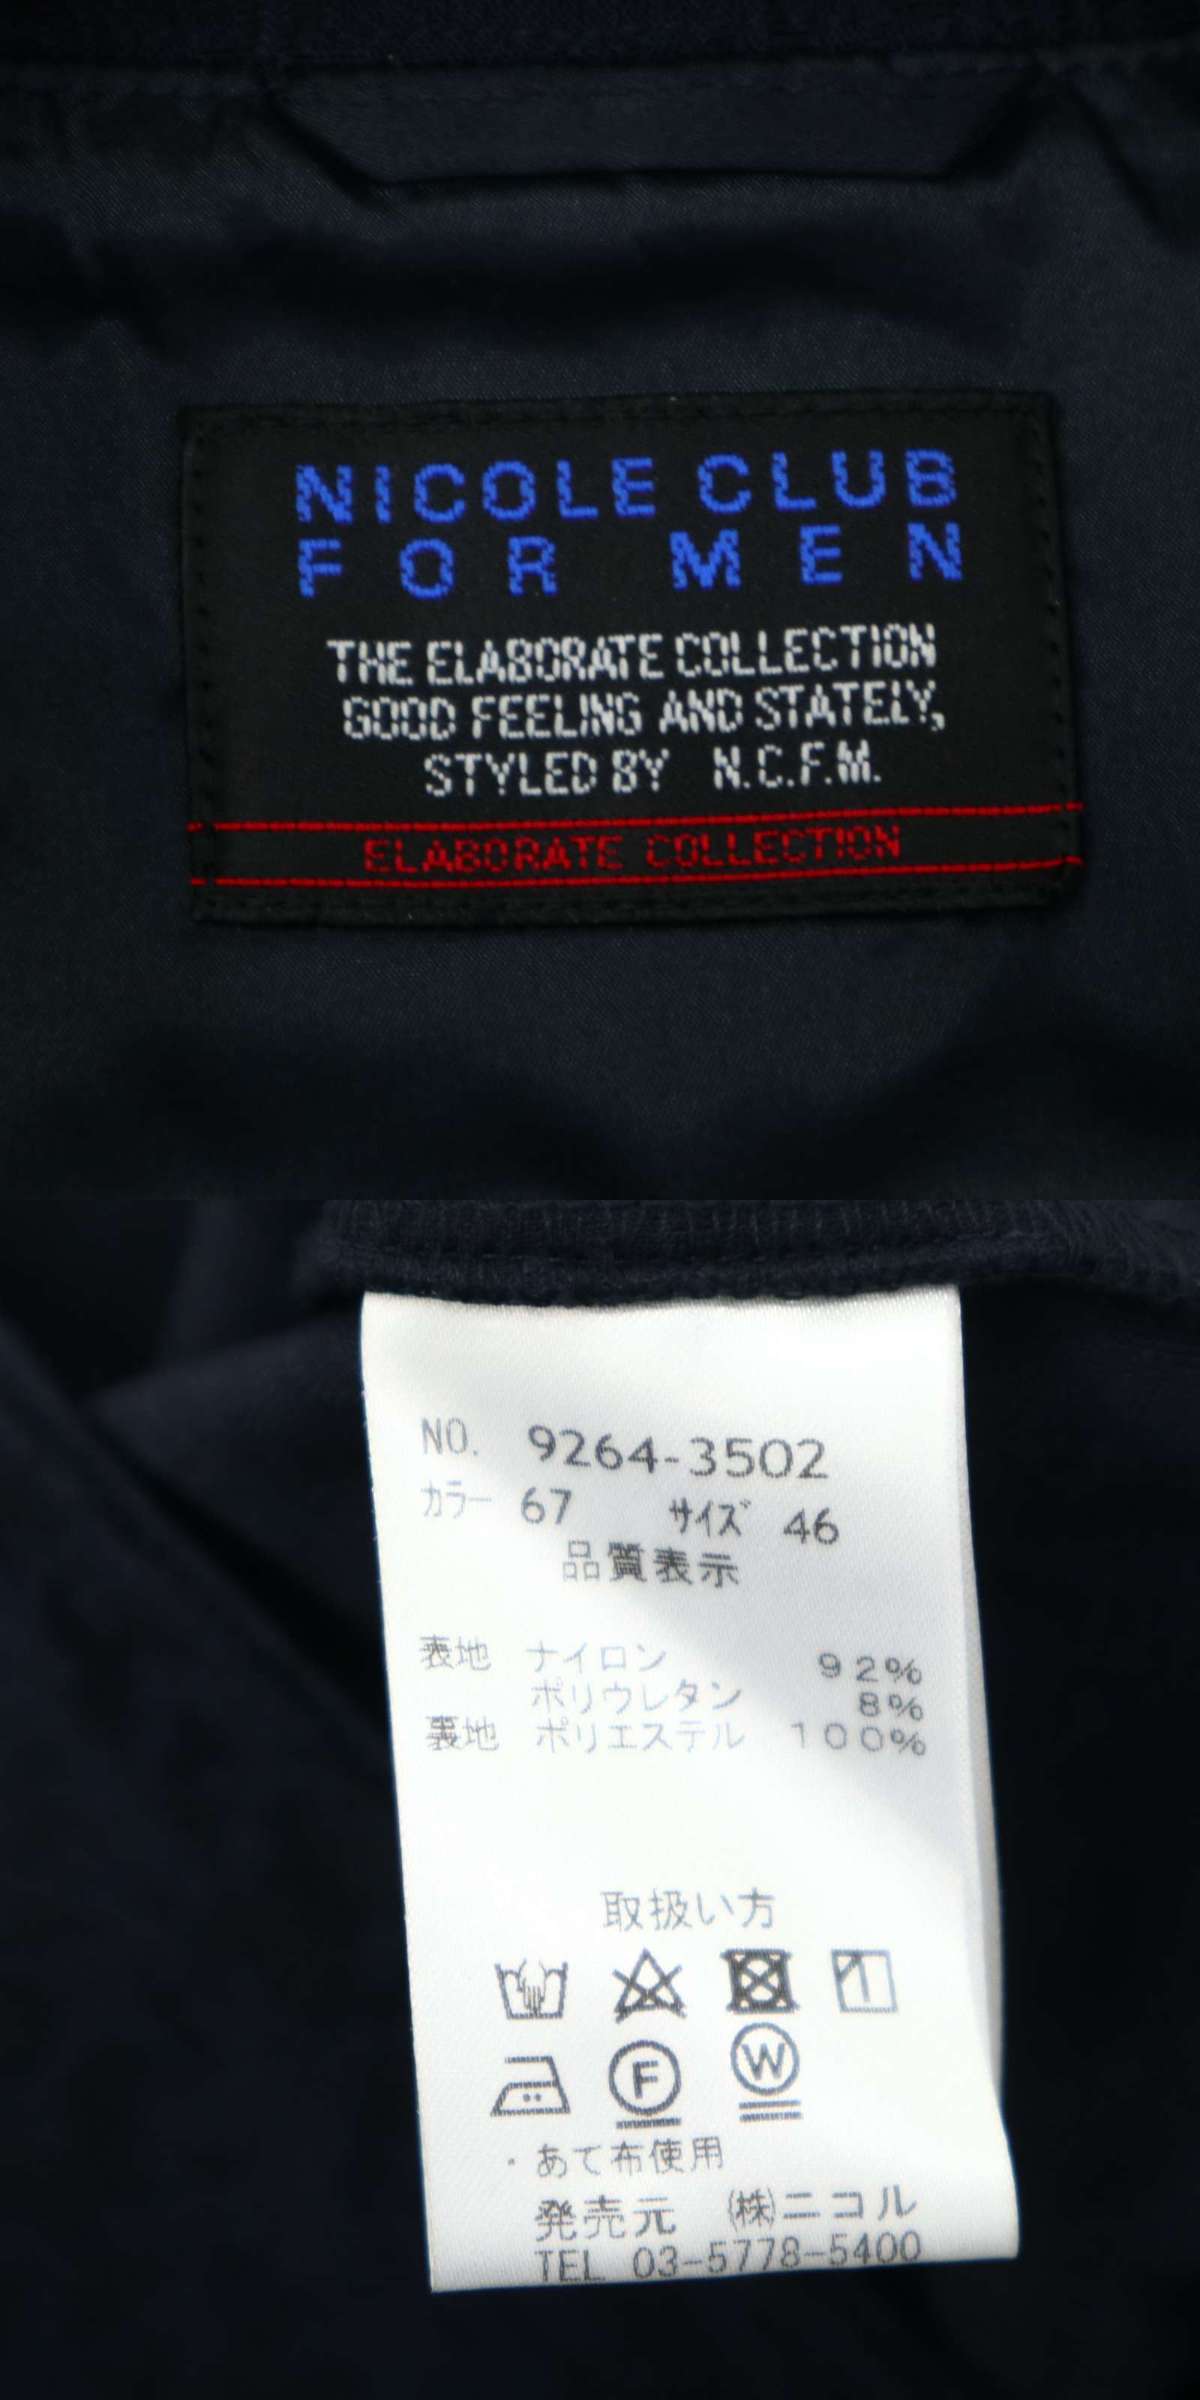 NICOLE CLUB
FOR MEN
THE ELABORATE COLLECTION
GOOD FEELING AND STATELY,
STYLED BY N.C.F.M.
ELABORATE COLLECTION
NO. 9264-3502
カラー 67 サイズ 46
品質表示
表地 ナイロン 92%
ポリウレタン 8%
裏地 ポリエステル 100%
取扱い方
F W
・あて布使用
発売元 ㈱ニコル
TEL 03-5778-5400